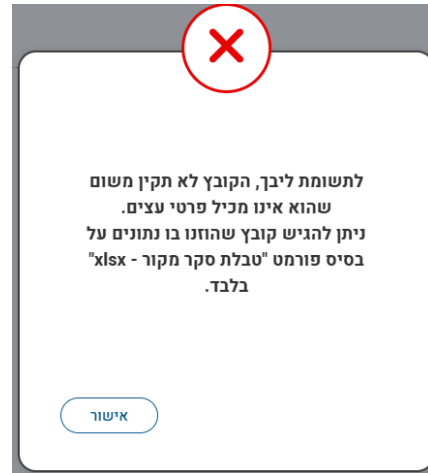 לתשומת ליבך, הקובץ לא תקין משום
שהוא אינו מכיל פרטי עצים.
ניתן להגיש קובץ שהוזנו בו נתונים על
בסיס פורמט "טבלת סקר מקור - xlsx"
בלבד.
אישור